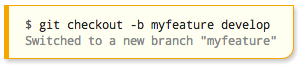 $ git checkout -b myfeature develop
Switched to a new branch "myfeature"